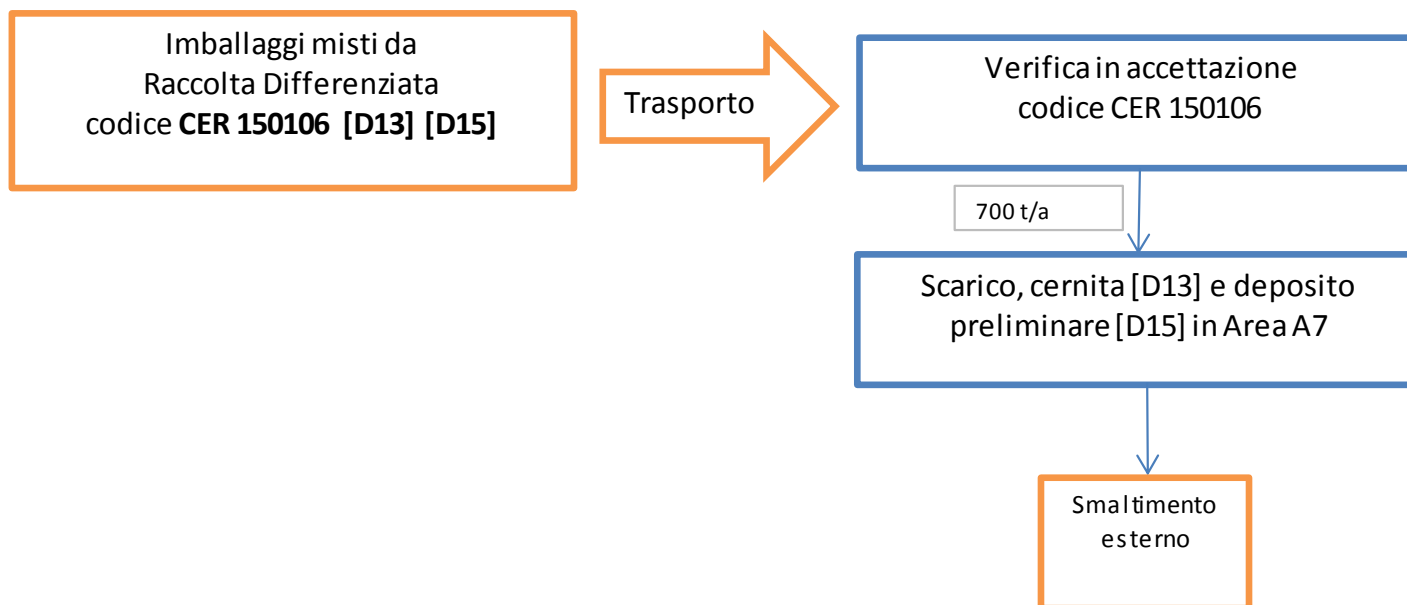 Imballaggi misti da
Raccolta Differenziata
codice CER 150106 [D13] [D15]
Trasporto
Verifica in accettazione
codice CER 150106
700 t/a
Scarico, cernita [D13] e deposito
preliminare [D15] in Area A7
Smaltimento
esterno